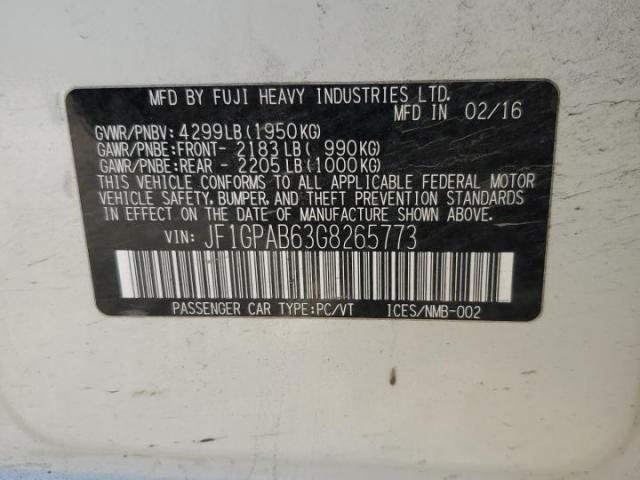 MFD BY FUJI HEAVY INDUSTRIES LTD.
MFD IN 02/16
GVWR/PNBV: 4299LB(1950KG)
GAWR/PNBE:FRONT- 2183LB( 990KG)
GAWR/PNBE:REAR - 2205LB(1000KG)
THIS VEHICLE CONFORMS TO ALL APPLICABLE FEDERAL MOTOR
VEHICLE SAFETY, BUMPER, AND THEFT PREVENTION STANDARDS
IN EFFECT ON THE DATE OF MANUFACTURE SHOWN ABOVE.
VIN: JF1GPAB63G8265773
PASSENGER CAR TYPE:PC/VT ICES/NMB-002